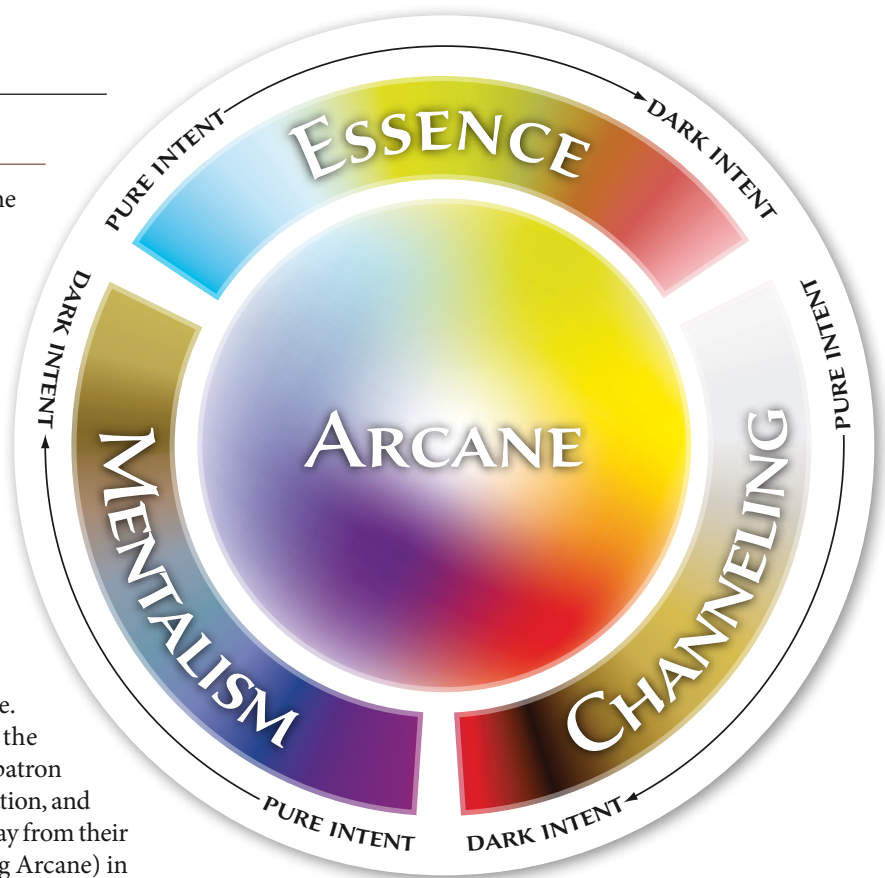 ne
PURE INTENT
DARK INTENT
ESSENCE
DARK INTENT
PURE INTENT
ARCANE
MENTALISM
CHANNELING
PURE INTENT
DARK INTENT
e.
the
patron
tion, and
ay from their
g Arcane) in